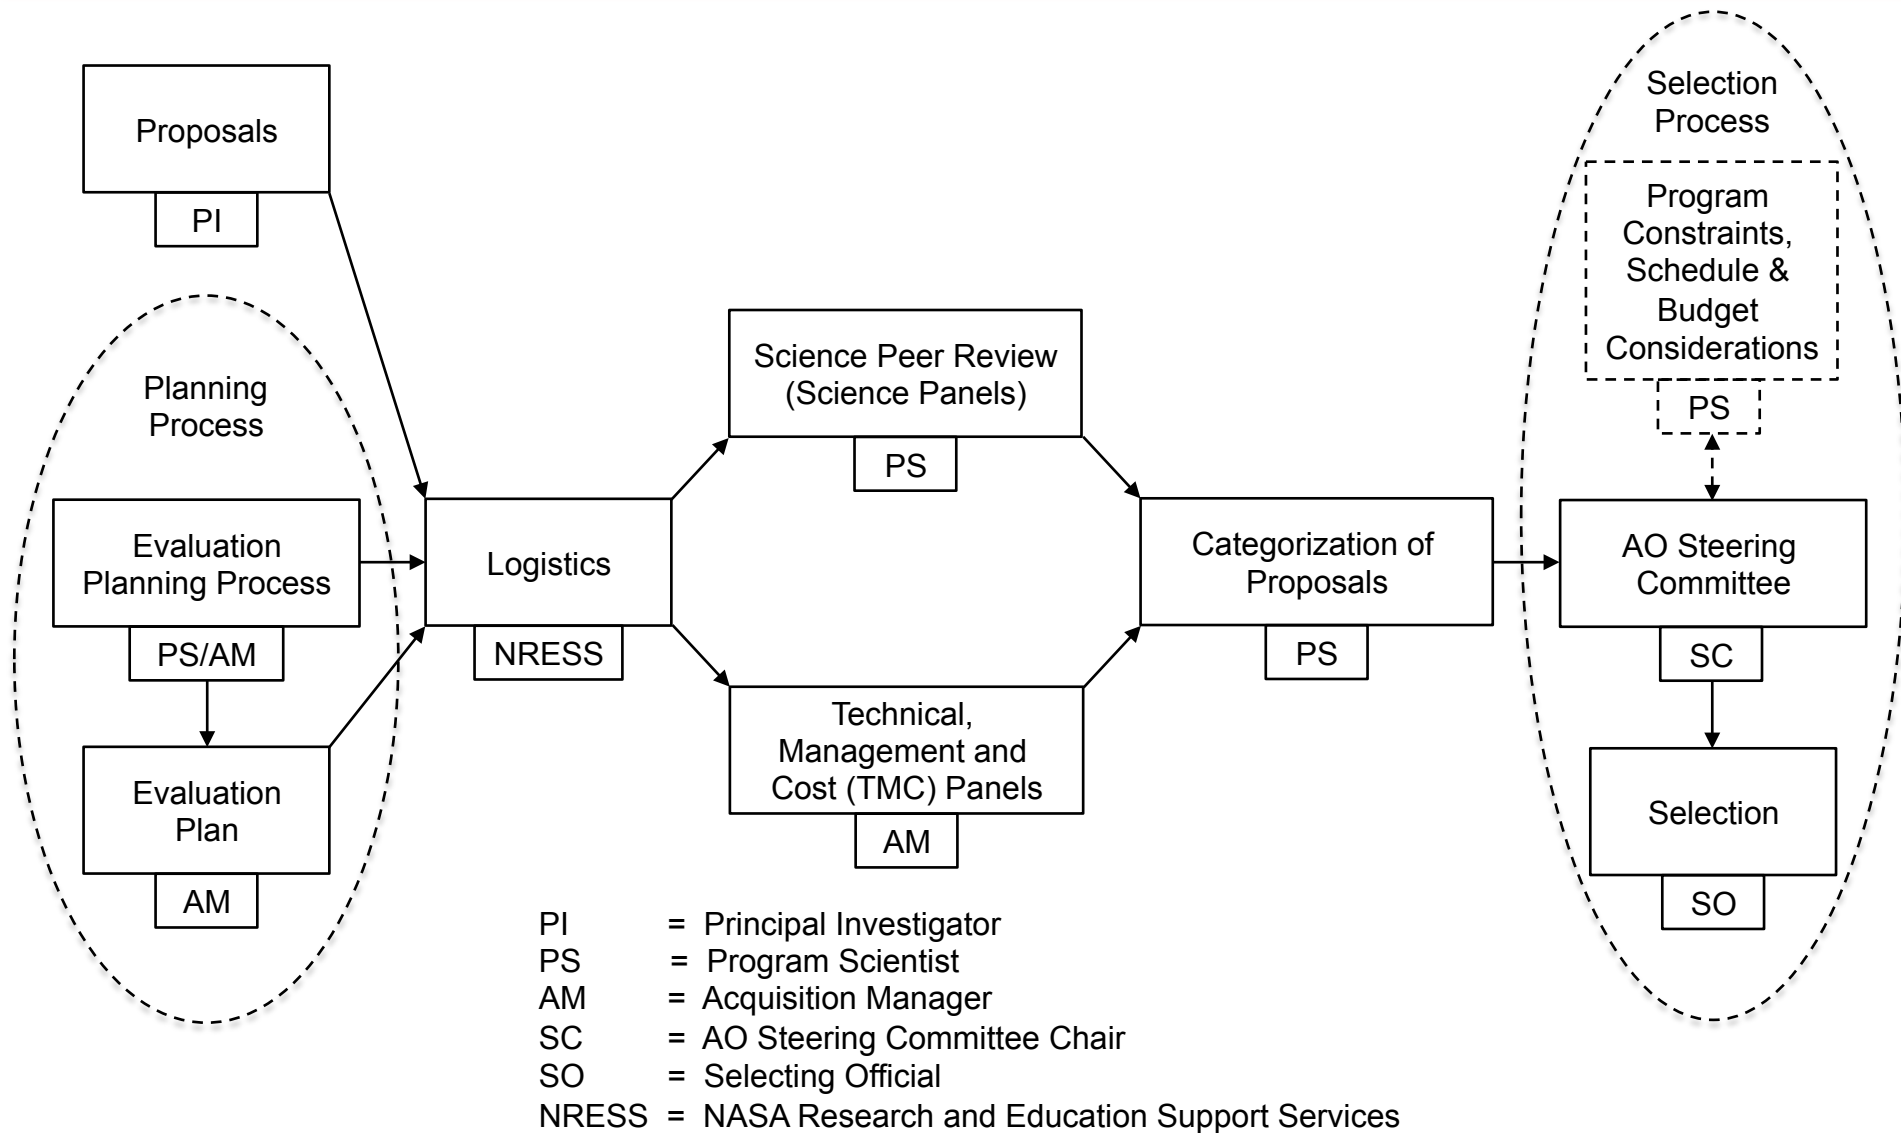 Proposals
PI
Planning
Process
Evaluation
Planning Process
PS/AM
Evaluation
Plan
AM
Logistics
NRESS
Science Peer Review
(Science Panels)
PS
Technical,
Management and
Cost (TMC) Panels
AM
Categorization of
Proposals
PS
Selection
Process
Program
Constraints,
Schedule &
Budget
Considerations
PS
AO Steering
Committee
SC
Selection
SO
PI = Principal Investigator
PS = Program Scientist
AM = Acquisition Manager
SC = AO Steering Committee Chair
SO = Selecting Official
NRESS = NASA Research and Education Support Services